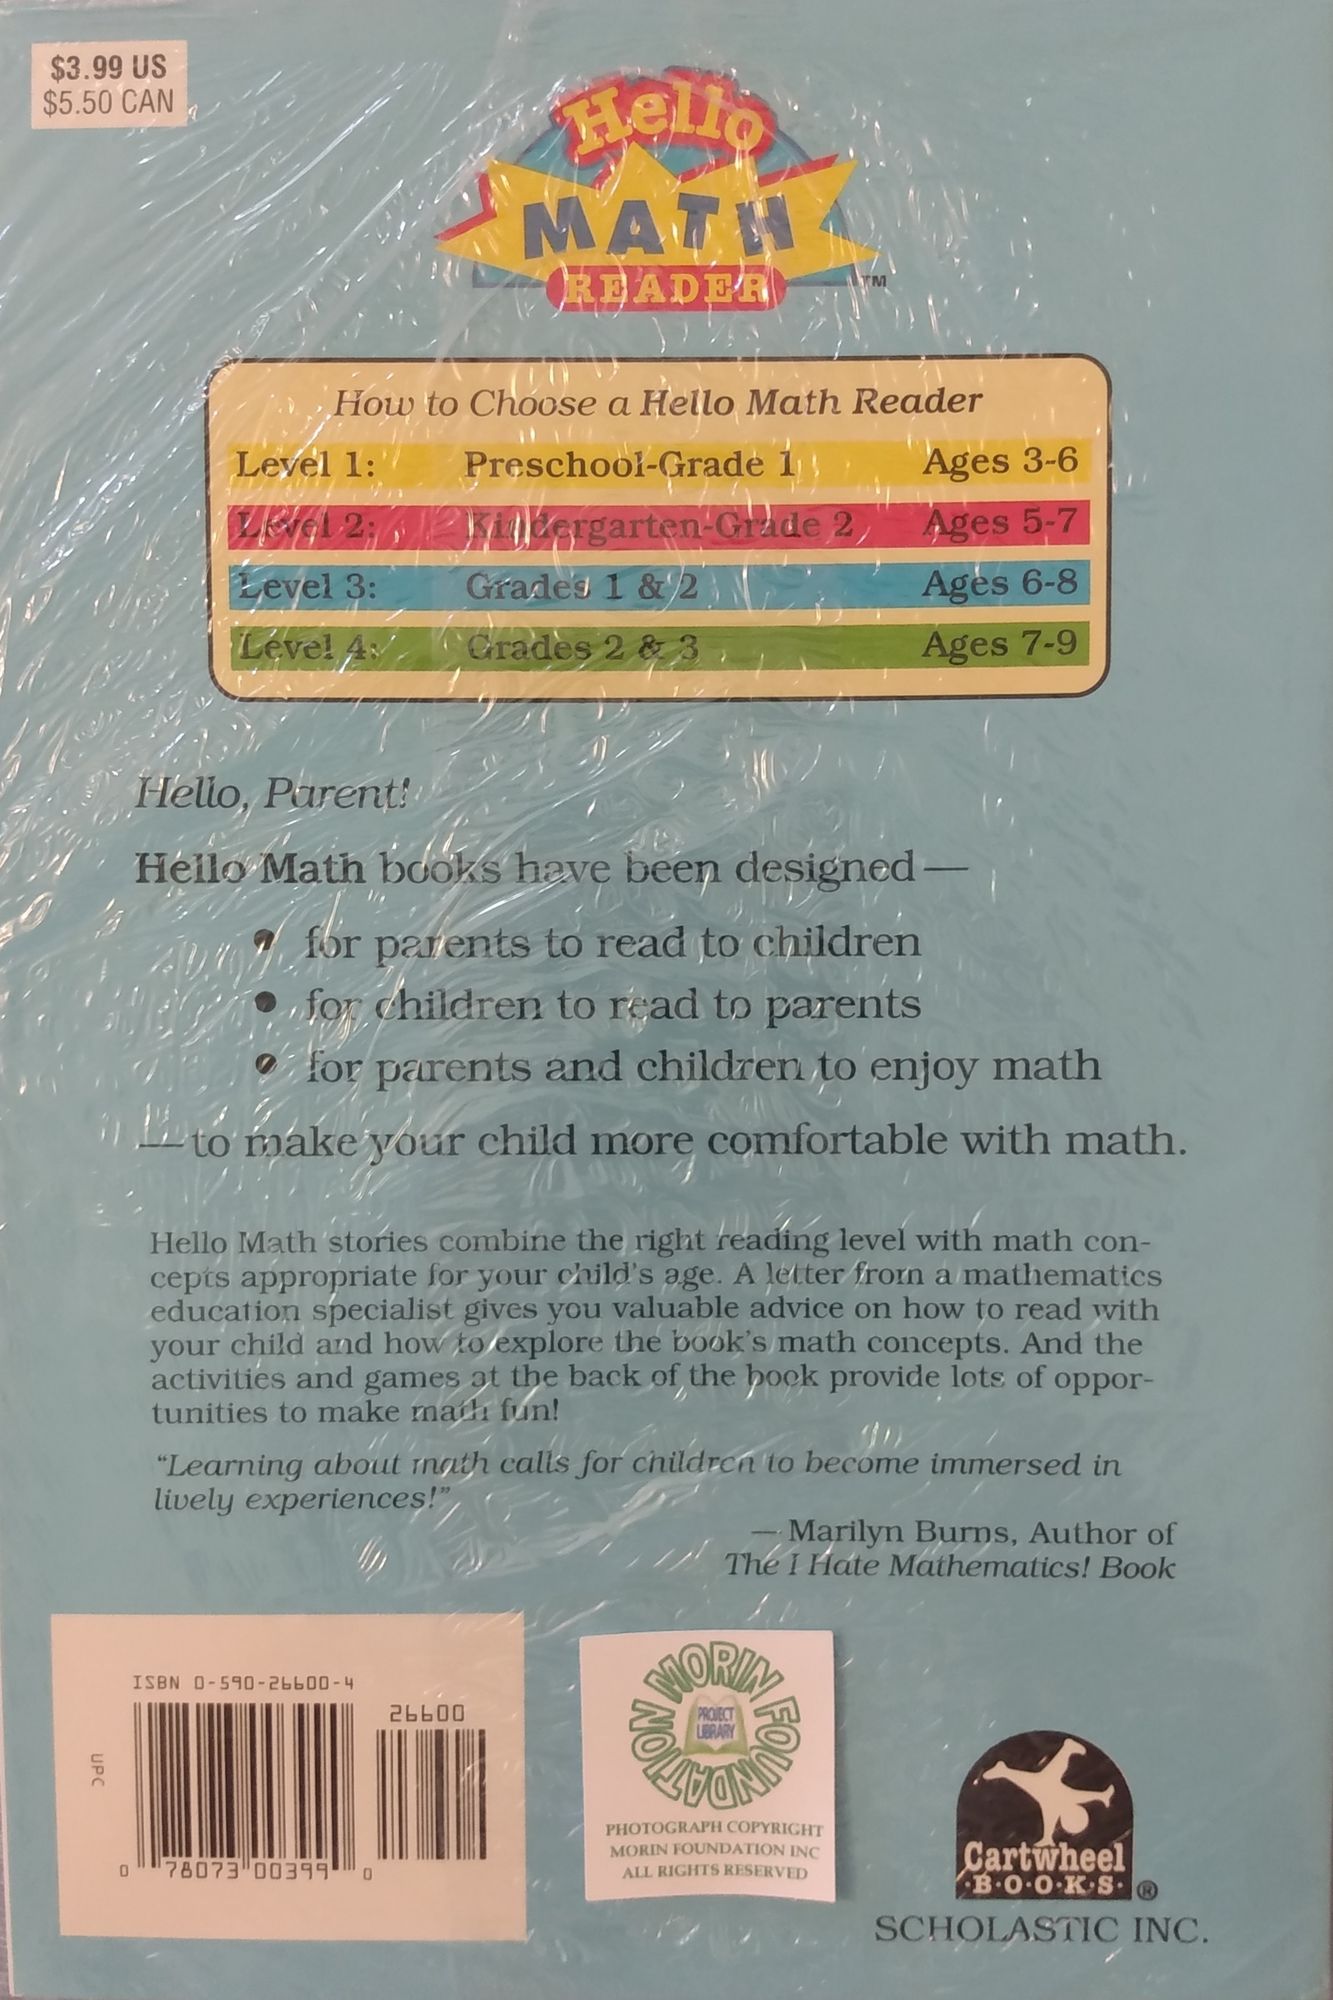 $3.99 US
$5.50 CAN
Hello
MATH
READER
TM
How to Choose a Hello Math Reader
Level 1: Preschool-Grade 1 Ages 3-6
Level 2: Kindergarten-Grade 2 Ages 5-7
Level 3: Grades 1 & 2 Ages 6-8
Level 4: Grades 2 & 3 Ages 7-9
Hello, Parent!
Hello Math books have been designed—
• for parents to read to children
• for children to read to parents
• for parents and children to enjoy math
—to make your child more comfortable with math.
Hello Math stories combine the right reading level with math con-
cepts appropriate for your child's age. A letter from a mathematics
education specialist gives you valuable advice on how to read with
your child and how to explore the book's math concepts. And the
activities and games at the back of the book provide lots of oppor-
tunities to make math fun!
"Learning about math calls for children to become immersed in
lively experiences!"
— Marilyn Burns, Author of
The I Hate Mathematics! Book
ISBN 0-590-26600-4
26600
UPC
0 78073 00399 0
MORIN FOUNDATION
PROJECT
LIBRARY
PHOTOGRAPH COPYRIGHT
MORIN FOUNDATION INC
ALL RIGHTS RESERVED
Cartwheel
·B·O·O·K·S· ®
SCHOLASTIC INC.